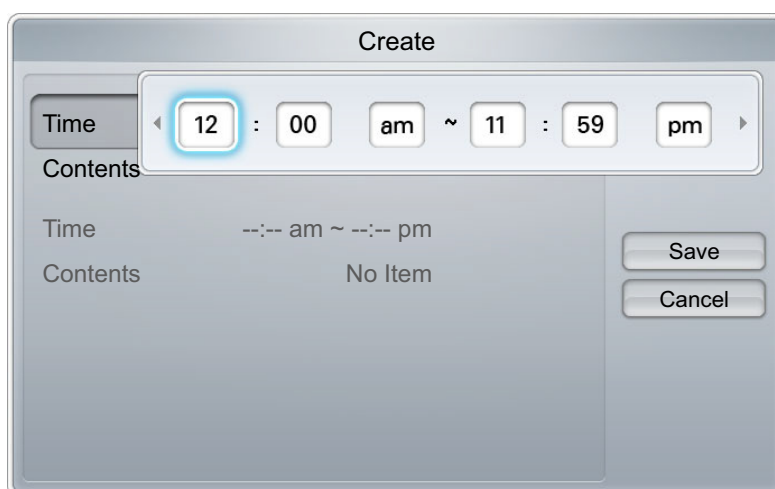 Create
Time 12 : 00 am ~ 11 : 59 pm
Contents
Time --:-- am ~ --:-- pm
Contents No Item
Save
Cancel